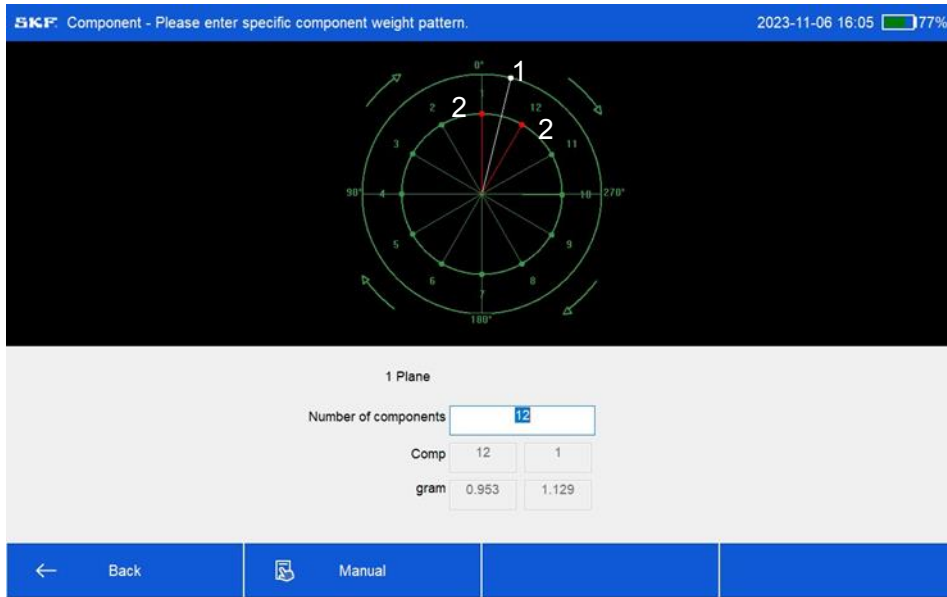 SKF. Component - Please enter specific component weight pattern. 2023-11-06 16:05 77%
0° 1
1
2 2 12 2
3 11
90° 4 10 270°
5 9
6 8
7
180°
1 Plane
Number of components 12
Comp 12 1
gram 0.953 1.129
Back Manual